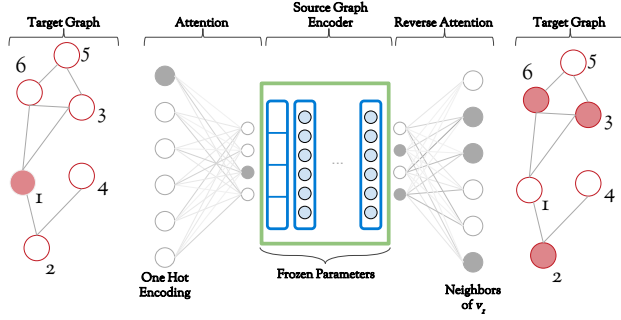 Target Graph
Attention
Source Graph
Encoder
Reverse Attention
Target Graph
5
6
3
1
4
2
...
One Hot
Encoding
Frozen Parameters
Neighbors
of v₁
5
6
3
1
4
2